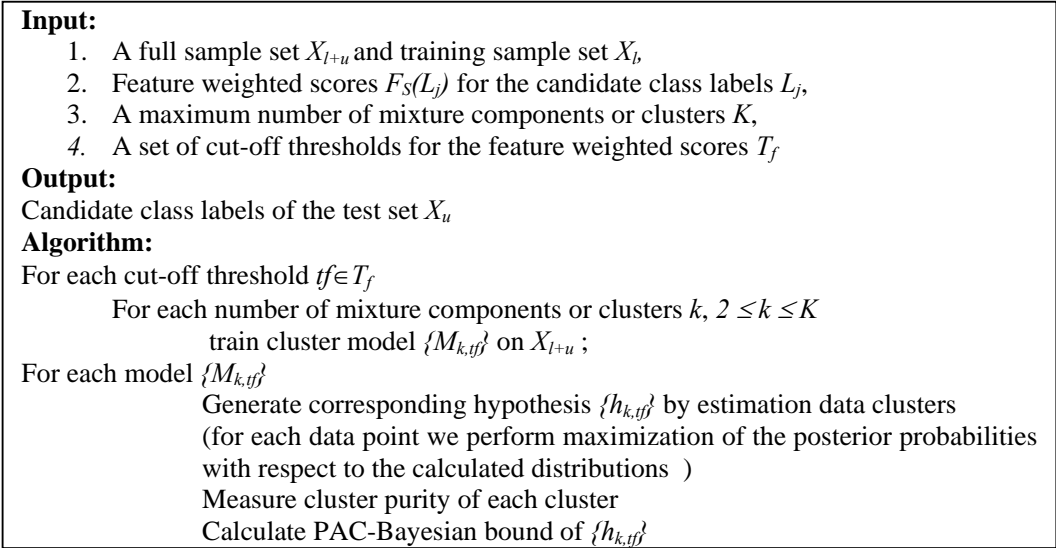 Input:
1. A full sample set X_{l+u} and training sample set X_l,
2. Feature weighted scores F_S(L_j) for the candidate class labels L_j,
3. A maximum number of mixture components or clusters K,
4. A set of cut-off thresholds for the feature weighted scores T_f
Output:
Candidate class labels of the test set X_u
Algorithm:
For each cut-off threshold tf∈T_f
For each number of mixture components or clusters k, 2 ≤ k ≤ K
train cluster model {M_{k,tf}} on X_{l+u} ;
For each model {M_{k,tf}}
Generate corresponding hypothesis {h_{k,tf}} by estimation data clusters
(for each data point we perform maximization of the posterior probabilities
with respect to the calculated distributions )
Measure cluster purity of each cluster
Calculate PAC-Bayesian bound of {h_{k,tf}}